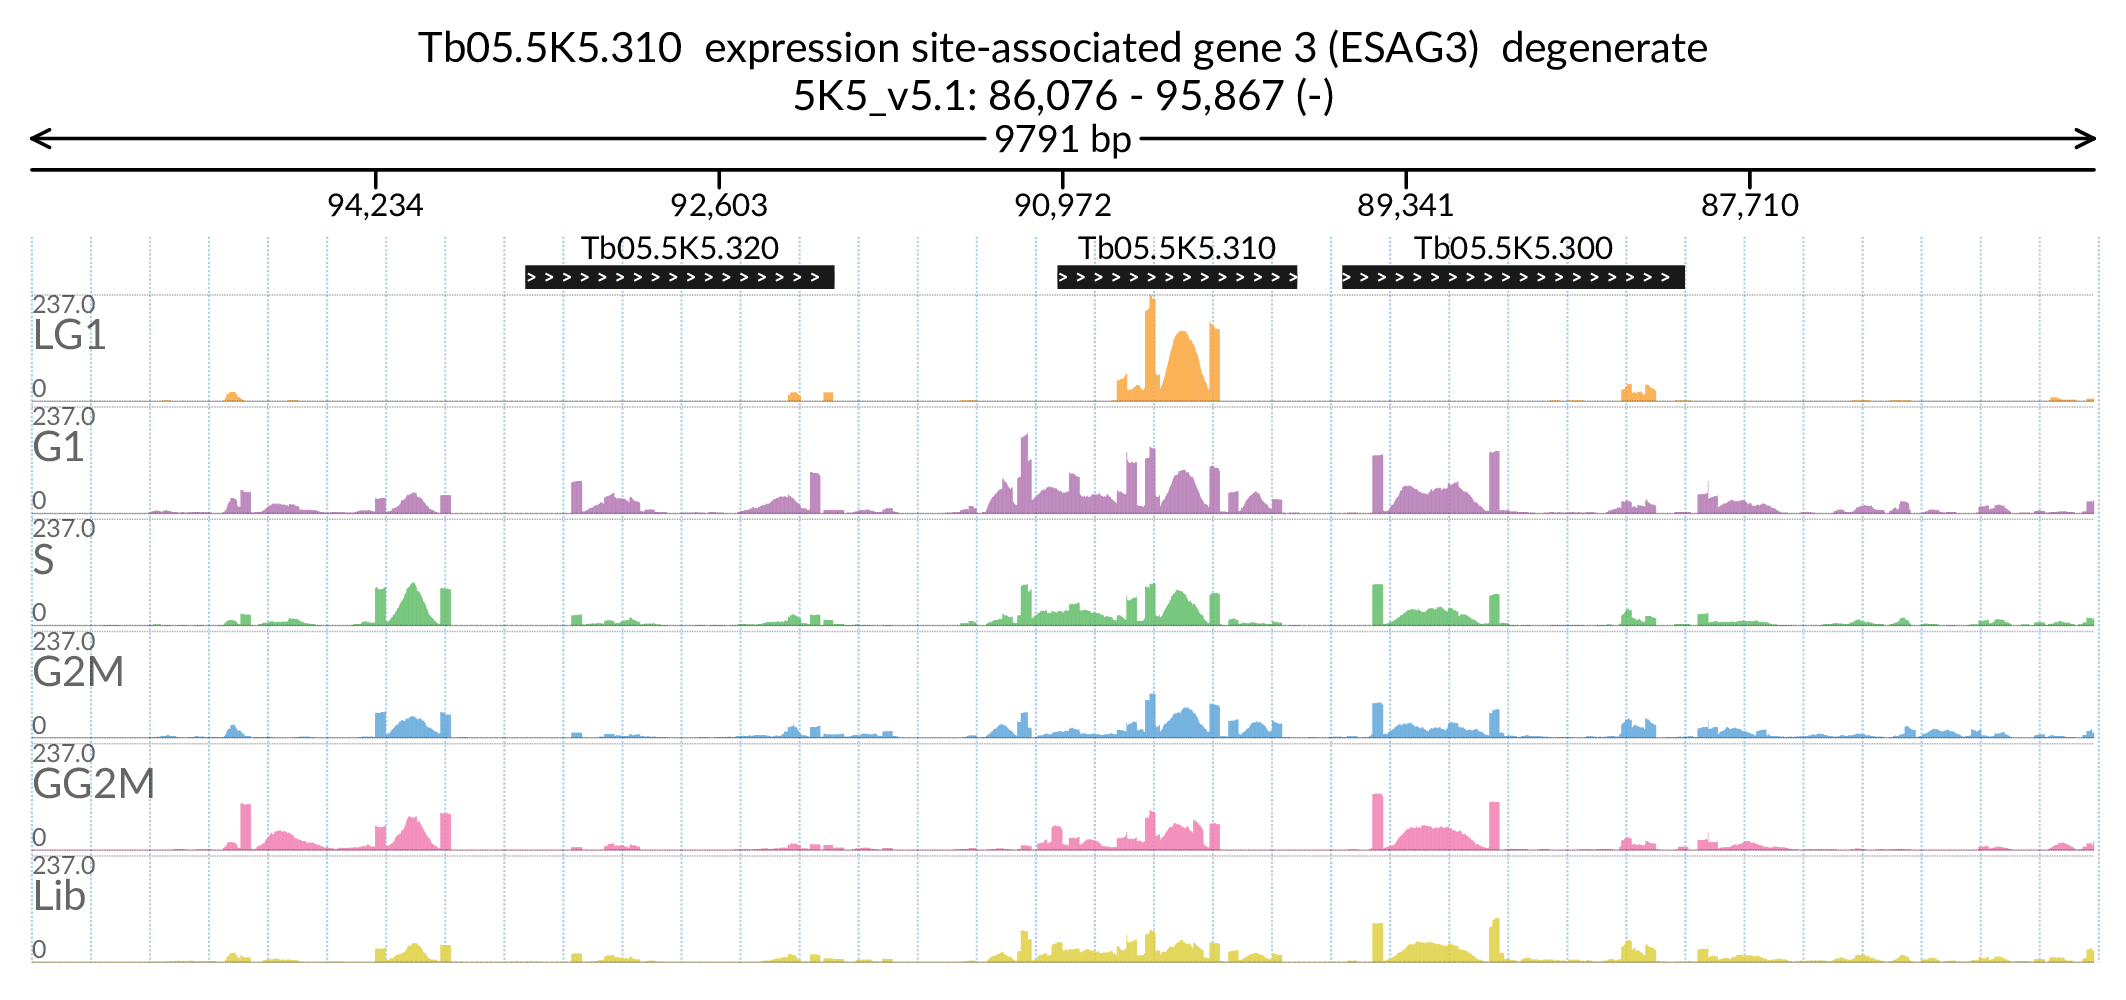 Tb05.5K5.310 expression site-associated gene 3 (ESAG3) degenerate
5K5_v5.1: 86,076 - 95,867 (-)
9791 bp
94,234 92,603 90,972 89,341 87,710
Tb05.5K5.320 Tb05.5K5.310 Tb05.5K5.300
237.0
LG1
0
237.0
G1
0
237.0
S
0
237.0
G2M
0
237.0
GG2M
0
237.0
Lib
0